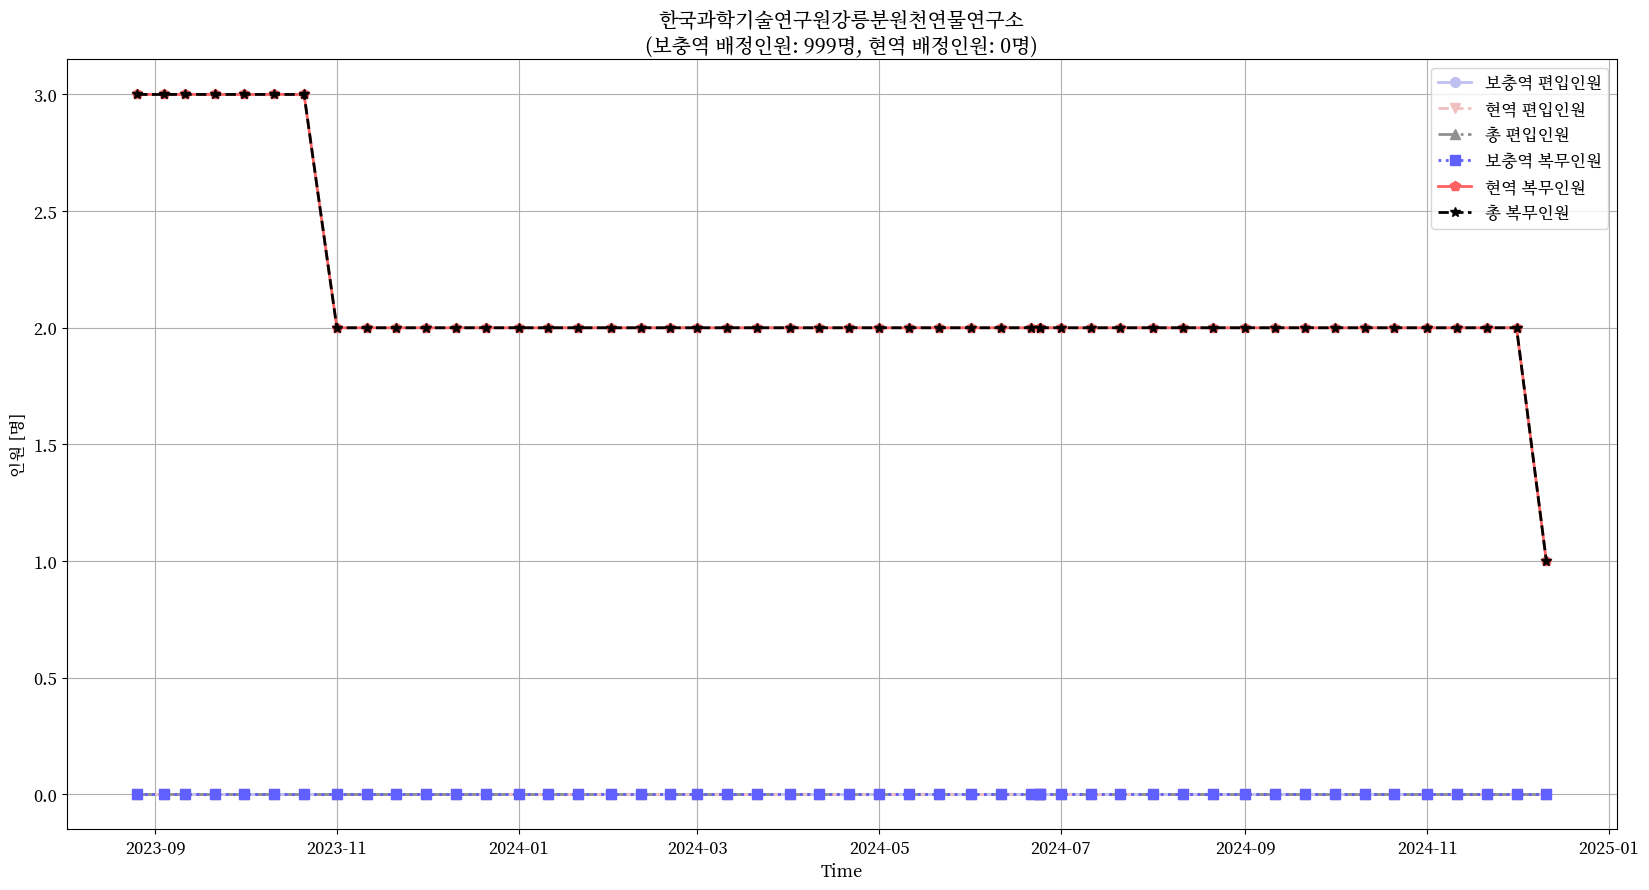 한국과학기술연구원강릉분원천연물연구소
(보충역 배정인원: 999명, 현역 배정인원: 0명)
보충역 편입인원
현역 편입인원
총 편입인원
보충역 복무인원
현역 복무인원
총 복무인원
인원 [명]
3.0
2.5
2.0
1.5
1.0
0.5
0.0
2023-09 2023-11 2024-01 2024-03 2024-05 2024-07 2024-09 2024-11 2025-01
Time